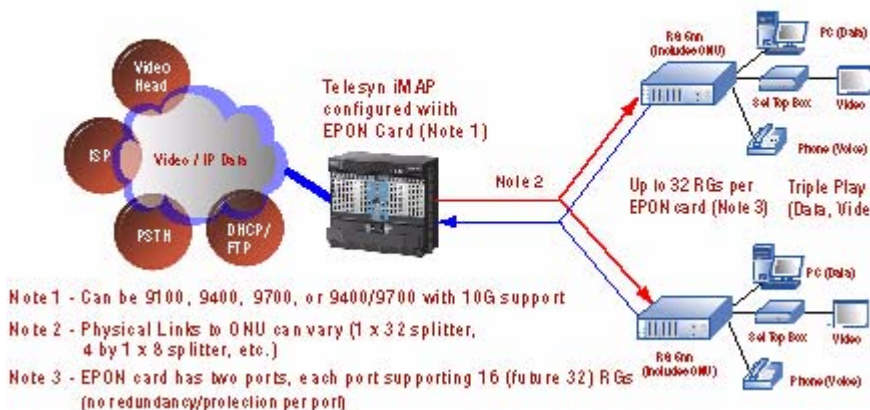 Video
Head
ISP
Video / IP Data
PSTN
DHCP/
FTP
Telesyn iMAP
configured wiith
EPON Card (Note 1)
Note 2
RG 6nn
(Includes ONU)
PC (Data)
Set Top Box
Video
Phone (Voice)
Up to 32 RGs per
EPON card (Note 3)
Triple Play
(Data, Vide
RG 6nn
(Includes ONU)
PC (Data)
Set Top Box
Video
Phone (Voice)
Note 1 - Can be 9100, 9400, 9700, or 9400/9700 with 10G support
Note 2 - Physical Links to ONU can vary (1 x 32 splitter,
4 by 1 x 8 splitter, etc.)
Note 3 - EPON card has two ports, each port supporting 16 (future 32) RGs
(no redundancy/protection per port)